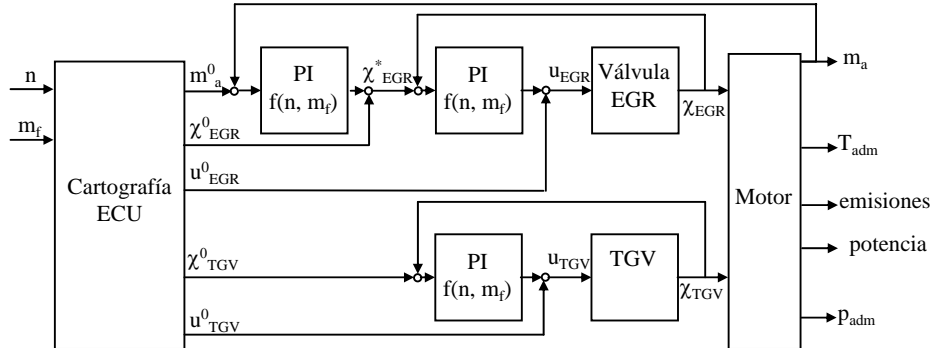 n
m_f
Cartografía
ECU
m^0_a
χ^0_EGR
u^0_EGR
χ^0_TGV
u^0_TGV
PI
f(n, m_f)
χ^*_EGR
PI
f(n, m_f)
u_EGR
Válvula
EGR
χ_EGR
PI
f(n, m_f)
u_TGV
TGV
χ_TGV
Motor
m_a
T_adm
emisiones
potencia
p_adm